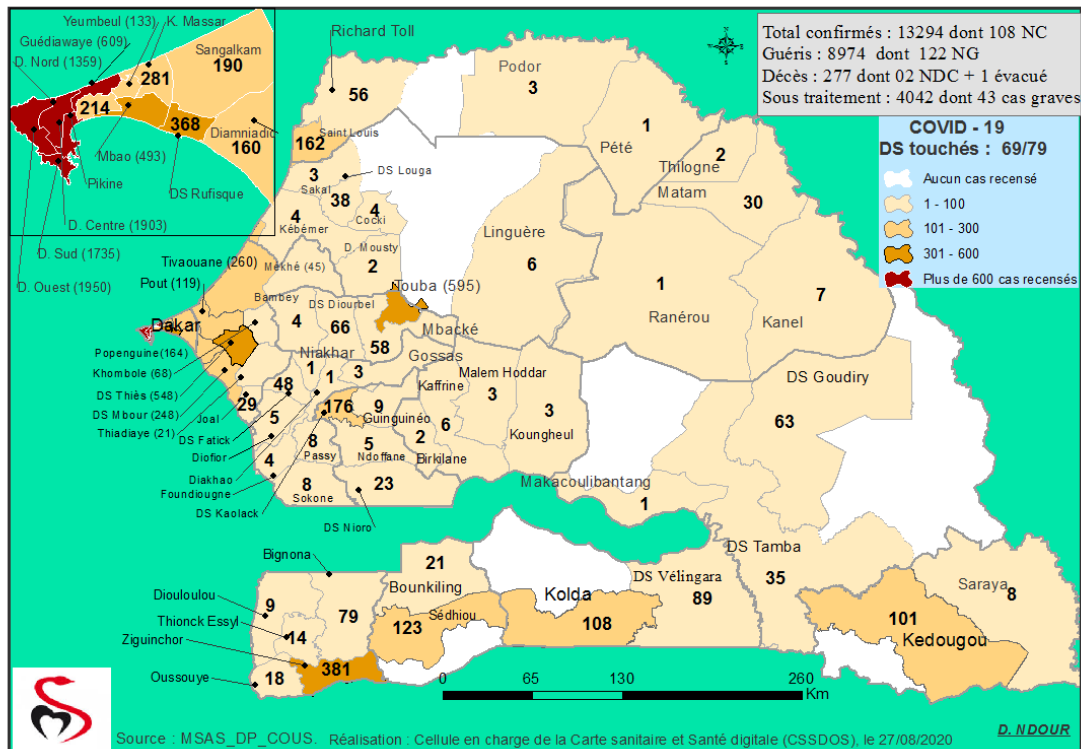 Yeumbeul (133)
K. Massar
Guédiawaye (609)
D. Nord (1359)
Sangalkam
190
281
214
368
Diamniadic
160
Mbao (493)
Pikine
DS Rufisque
D. Centre (1903)
D. Sud (1735)
D. Ouest (1950)
Total confirmés : 13294 dont 108 NC
Guéris : 8974 dont 122 NG
Décès : 277 dont 02 NDC + 1 évacué
Sous traitement : 4042 dont 43 cas graves
COVID - 19
DS touchés : 69/79
Aucun cas recensé
1 - 100
101 - 300
301 - 600
Plus de 600 cas recensés
Richard Toll
56
Podor
3
Saint Louis
162
1
Pété
2
Thilogne
Matam
30
3
Sakal
DS Louga
38
4
Cocki
4
Kébémer
Linguère
6
D. Mousty
2
Mékhé (45)
Tivaouane (260)
Pout (119)
Touba (595)
1
Ranérou
7
Kanel
Bambey
4
DS Diourbel
66
Mbacké
58
Dakar
Popenguine (164)
Khombole (68)
DS Thiès (548)
DS Mbour (248)
Thiadiaye (21)
Joal
29
DS Fatick
48
Diofior
5
Diakhao
Foundiougne
4
DS Kaolack
Niakhar
1
1
3
Gossas
176
9
Guinguinéo
Kaffrine
6
Malem Hoddar
3
3
Koungheul
2
Birkilane
8
Passy
5
Ndoffane
8
Sokone
23
DS Nioro
DS Goudiry
63
Makacoulibantang
1
DS Tamba
35
Bignona
21
Bounkiling
Diouloulou
9
79
Thionck Essyl
14
Ziguinchor
381
Oussouye
18
Sédhiou
123
Kolda
108
DS Vélingara
89
Saraya
8
101
Kedougou
0
65
130
260
Km
Source : MSAS_DP_COUS. Réalisation : Cellule en charge de la Carte sanitaire et Santé digitale (CSSDOS), le 27/08/2020
D. NDOUR